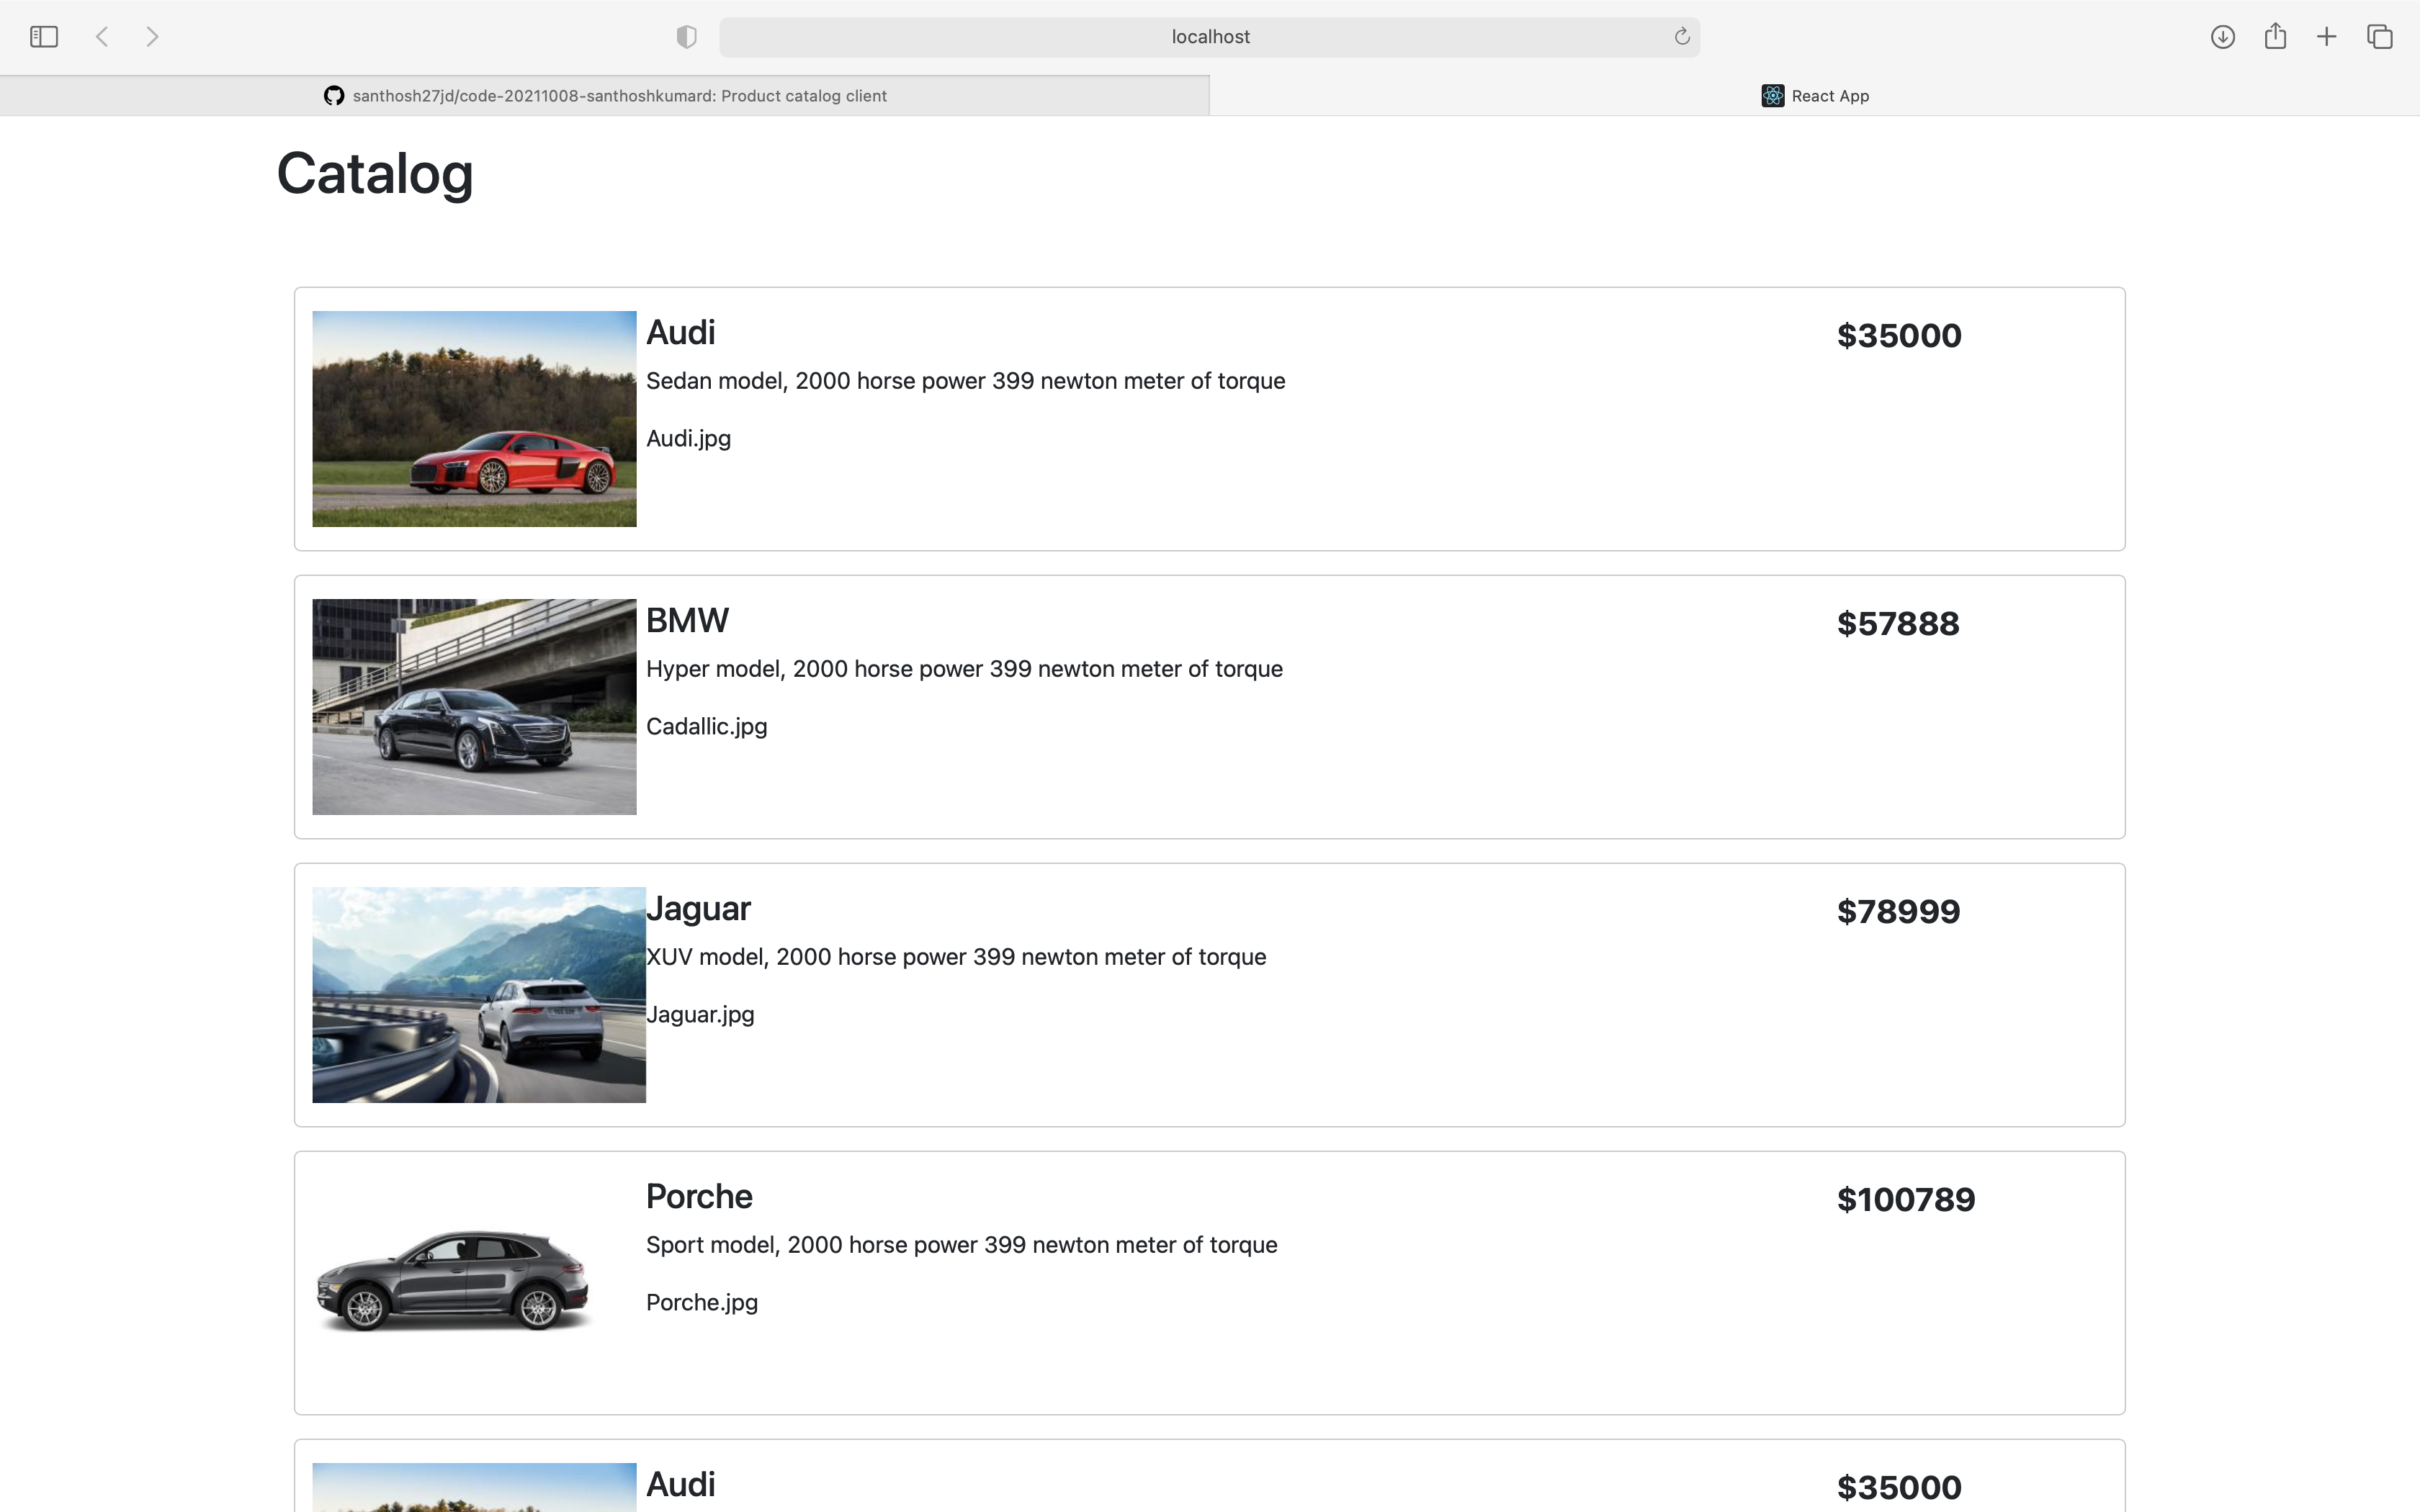 localhost
santhosh27jd/code-20211008-santhoshkumard: Product catalog client
React App
Catalog
Audi
$35000
Sedan model, 2000 horse power 399 newton meter of torque
Audi.jpg
BMW
$57888
Hyper model, 2000 horse power 399 newton meter of torque
Cadallic.jpg
Jaguar
$78999
XUV model, 2000 horse power 399 newton meter of torque
Jaguar.jpg
Porche
$100789
Sport model, 2000 horse power 399 newton meter of torque
Porche.jpg
Audi
$35000